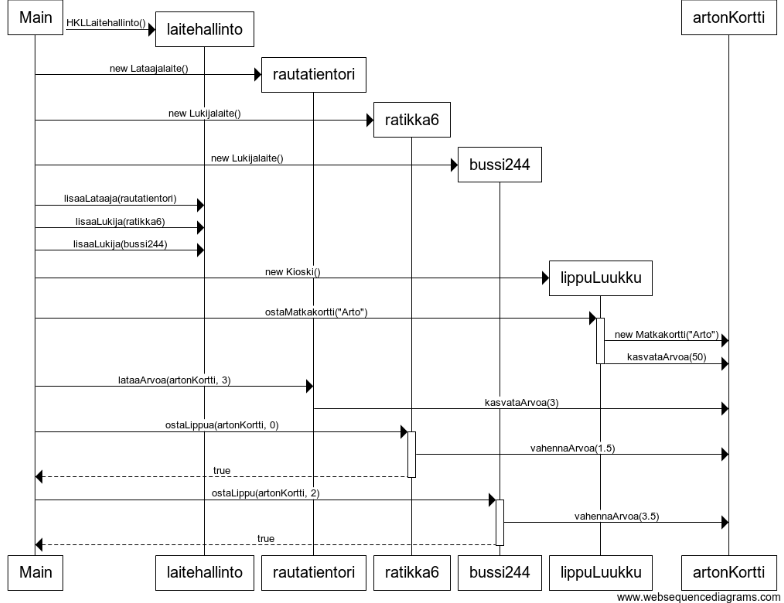 Main
artonKortti
HKLLaitehallinto()
laitehallinto
new Lataajalaite()
rautatientori
new Lukijalaite()
ratikka6
new Lukijalaite()
bussi244
lisaaLataaja(rautatientori)
lisaaLukija(ratikka6)
lisaaLukija(bussi244)
new Kioski()
lippuLuukku
ostaMatkakortti("Arto")
new Matkakortti("Arto")
kasvataArvoa(50)
lataaArvoa(artonKortti, 3)
kasvataArvoa(3)
ostaLippua(artonKortti, 0)
vahennaArvoa(1.5)
true
ostaLippu(artonKortti, 2)
vahennaArvoa(3.5)
true
Main laitehallinto rautatientori ratikka6 bussi244 lippuLuukku artonKortti
www.websequencediagrams.com